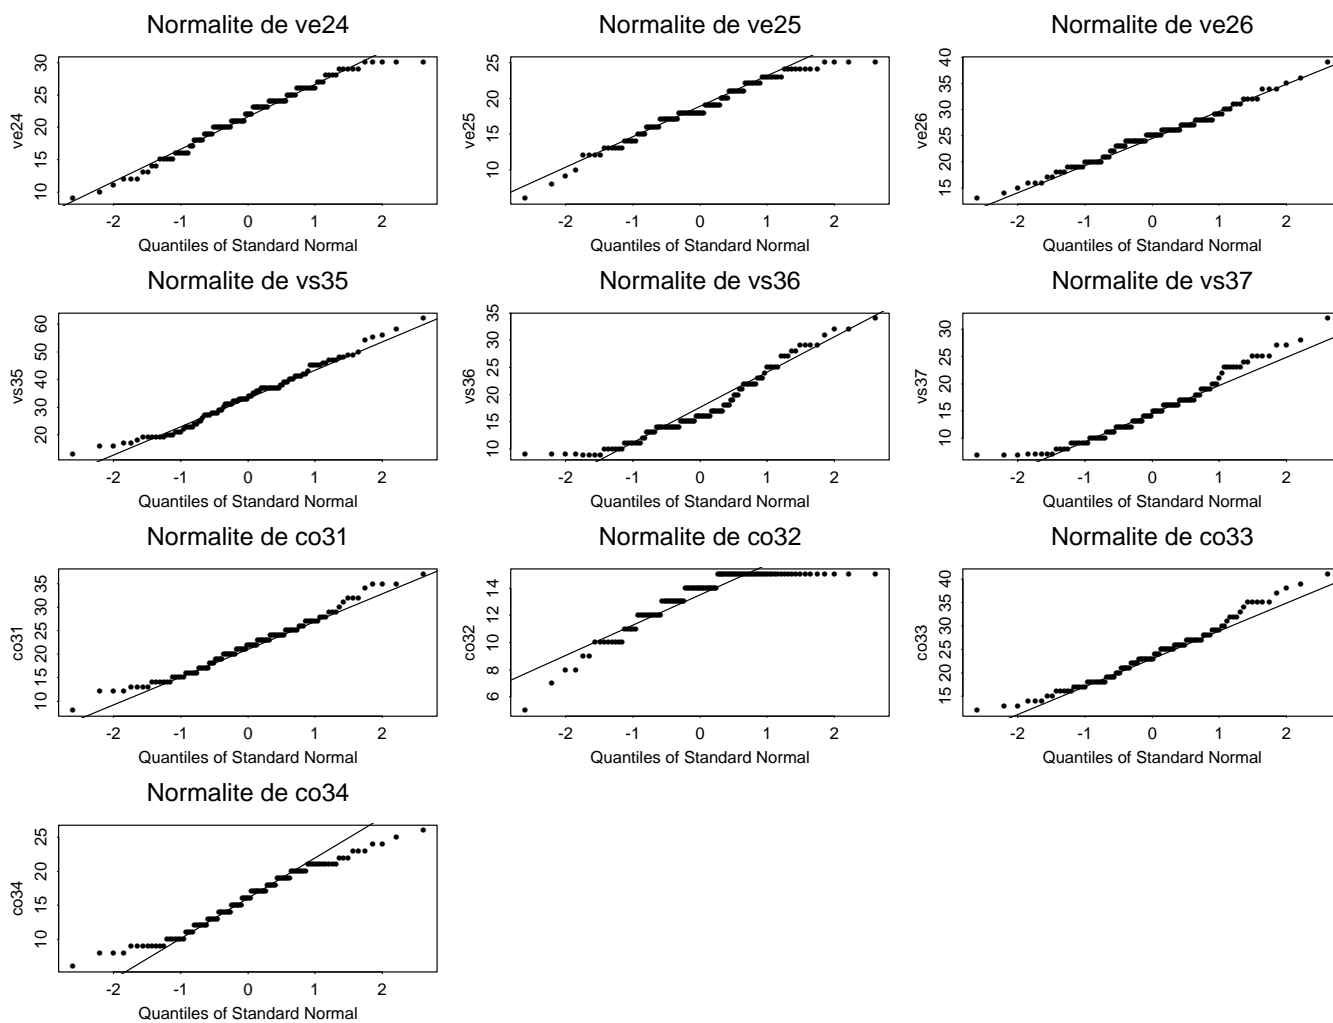 Normalite de ve24
Normalite de ve25
Normalite de ve26
ve24
10 15 20 25 30
-2 -1 0 1 2
Quantiles of Standard Normal
ve25
10 15 20 25
-2 -1 0 1 2
Quantiles of Standard Normal
ve26
15 20 25 30 35 40
-2 -1 0 1 2
Quantiles of Standard Normal
Normalite de vs35
Normalite de vs36
Normalite de vs37
vs35
20 30 40 50 60
-2 -1 0 1 2
Quantiles of Standard Normal
vs36
10 15 20 25 30 35
-2 -1 0 1 2
Quantiles of Standard Normal
vs37
10 15 20 25 30
-2 -1 0 1 2
Quantiles of Standard Normal
Normalite de co31
Normalite de co32
Normalite de co33
co31
10 15 20 25 30 35
-2 -1 0 1 2
Quantiles of Standard Normal
co32
6 8 10 12 14
-2 -1 0 1 2
Quantiles of Standard Normal
co33
15 20 25 30 35 40
-2 -1 0 1 2
Quantiles of Standard Normal
Normalite de co34
co34
10 15 20 25
-2 -1 0 1 2
Quantiles of Standard Normal